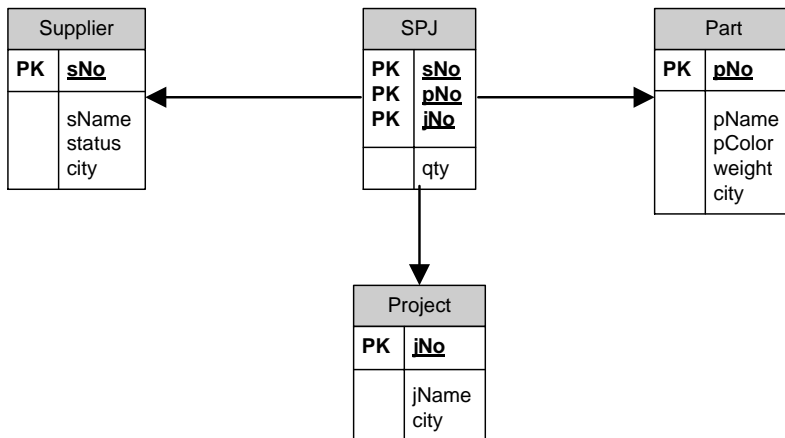 Supplier
PK sNo
sName
status
city
SPJ
PK sNo
PK pNo
PK jNo
qty
Part
PK pNo
pName
pColor
weight
city
Project
PK jNo
jName
city